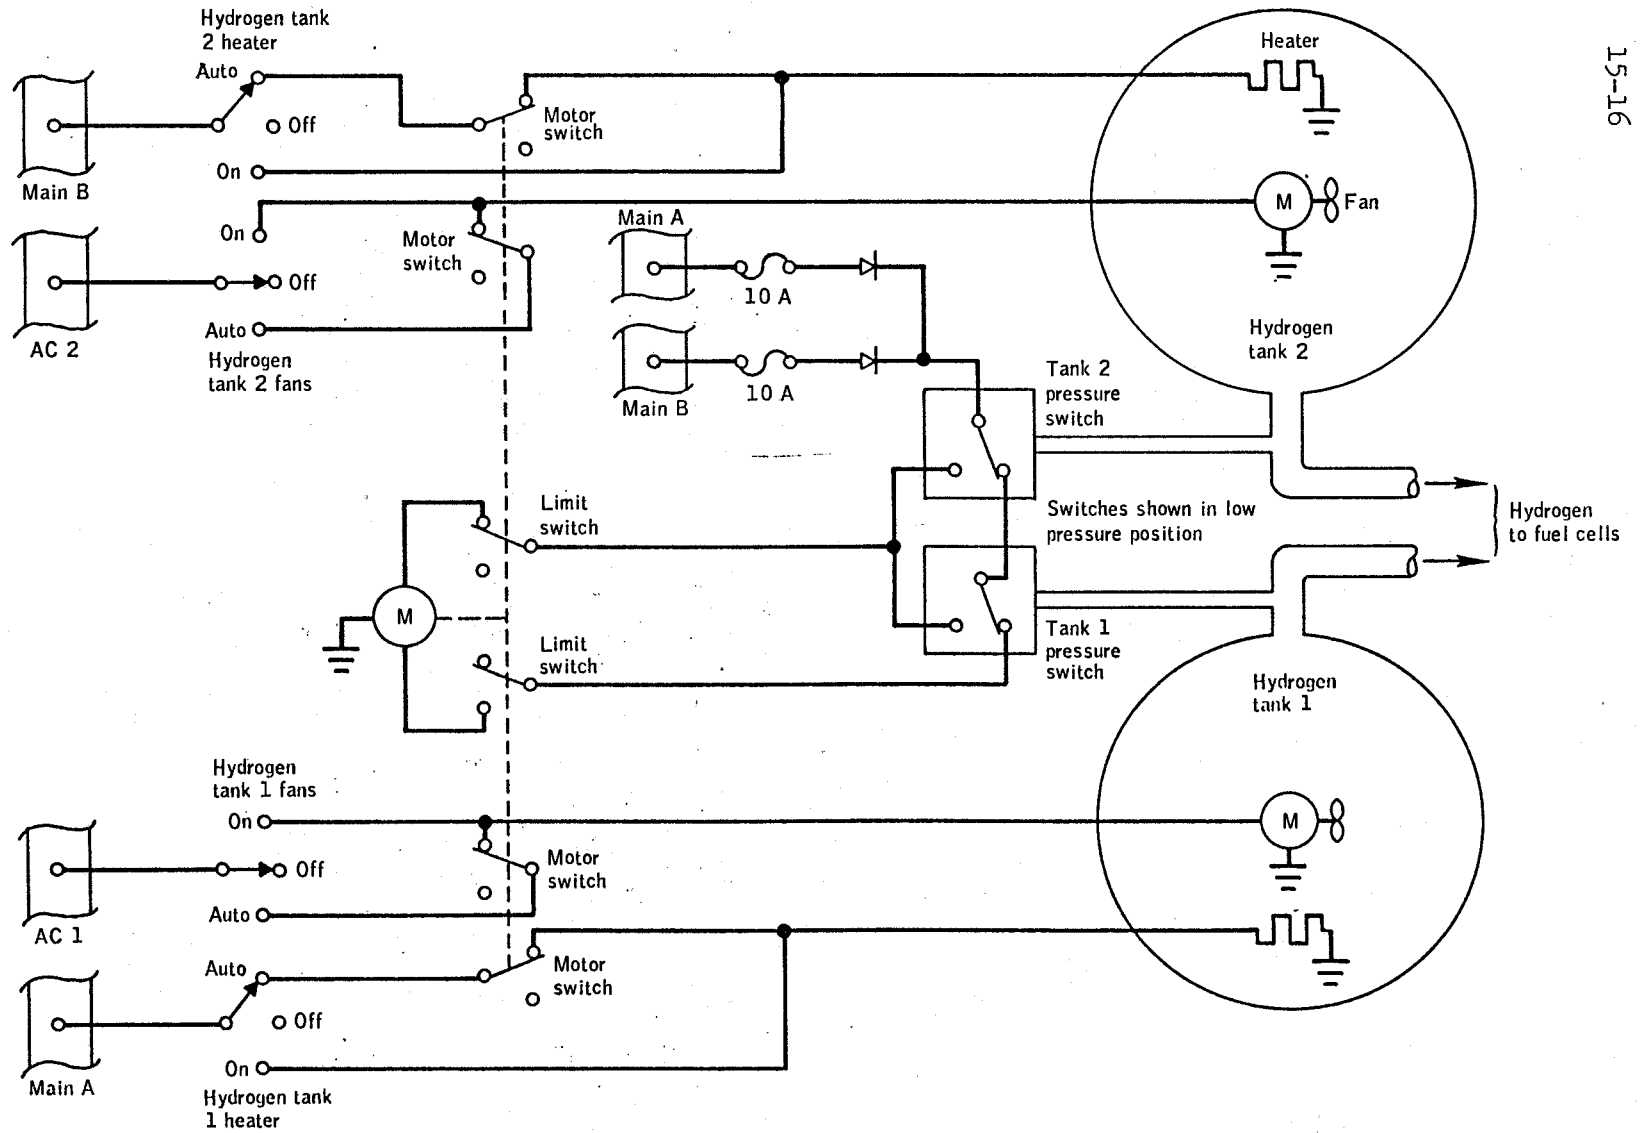 Hydrogen tank
2 heater
Auto
Off
On
Main B
Motor
switch
Heater
15-16
On
Off
Auto
AC 2
Hydrogen
tank 2 fans
Motor
switch
Main A
10 A
Main B
10 A
M
Fan
Hydrogen
tank 2
Tank 2
pressure
switch
Switches shown in low
pressure position
Hydrogen
to fuel cells
Limit
switch
M
Limit
switch
Tank 1
pressure
switch
Hydrogen
tank 1
Hydrogen
tank 1 fans
On
Off
Auto
AC 1
Motor
switch
M
Auto
Off
On
Main A
Motor
switch
Hydrogen tank
1 heater